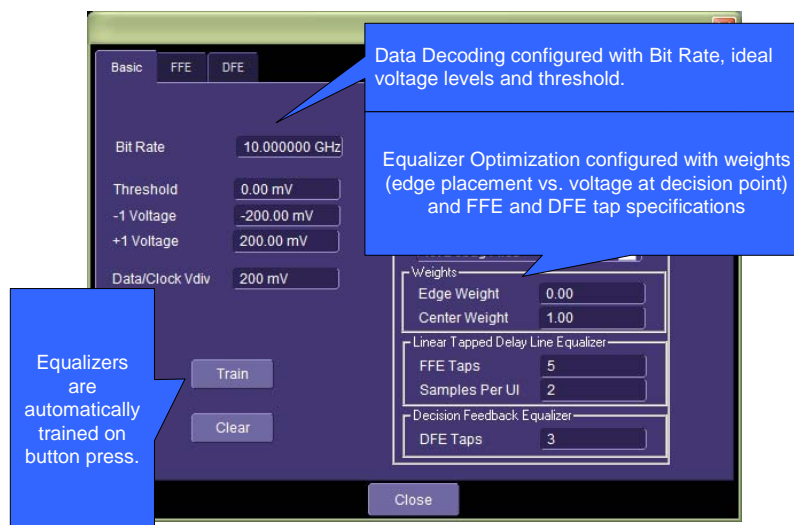 Basic FFE DFE
Data Decoding configured with Bit Rate, ideal
voltage levels and threshold.
Bit Rate 10.000000 GHz
Threshold 0.00 mV
-1 Voltage -200.00 mV
+1 Voltage 200.00 mV
Data/Clock Vdiv 200 mV
Equalizer Optimization configured with weights
(edge placement vs. voltage at decision point)
and FFE and DFE tap specifications
Weights
Edge Weight 0.00
Center Weight 1.00
Linear Tapped Delay Line Equalizer
FFE Taps 5
Samples Per UI 2
Decision Feedback Equalizer
DFE Taps 3
Equalizers
are
automatically
trained on
button press.
Train
Clear
Close